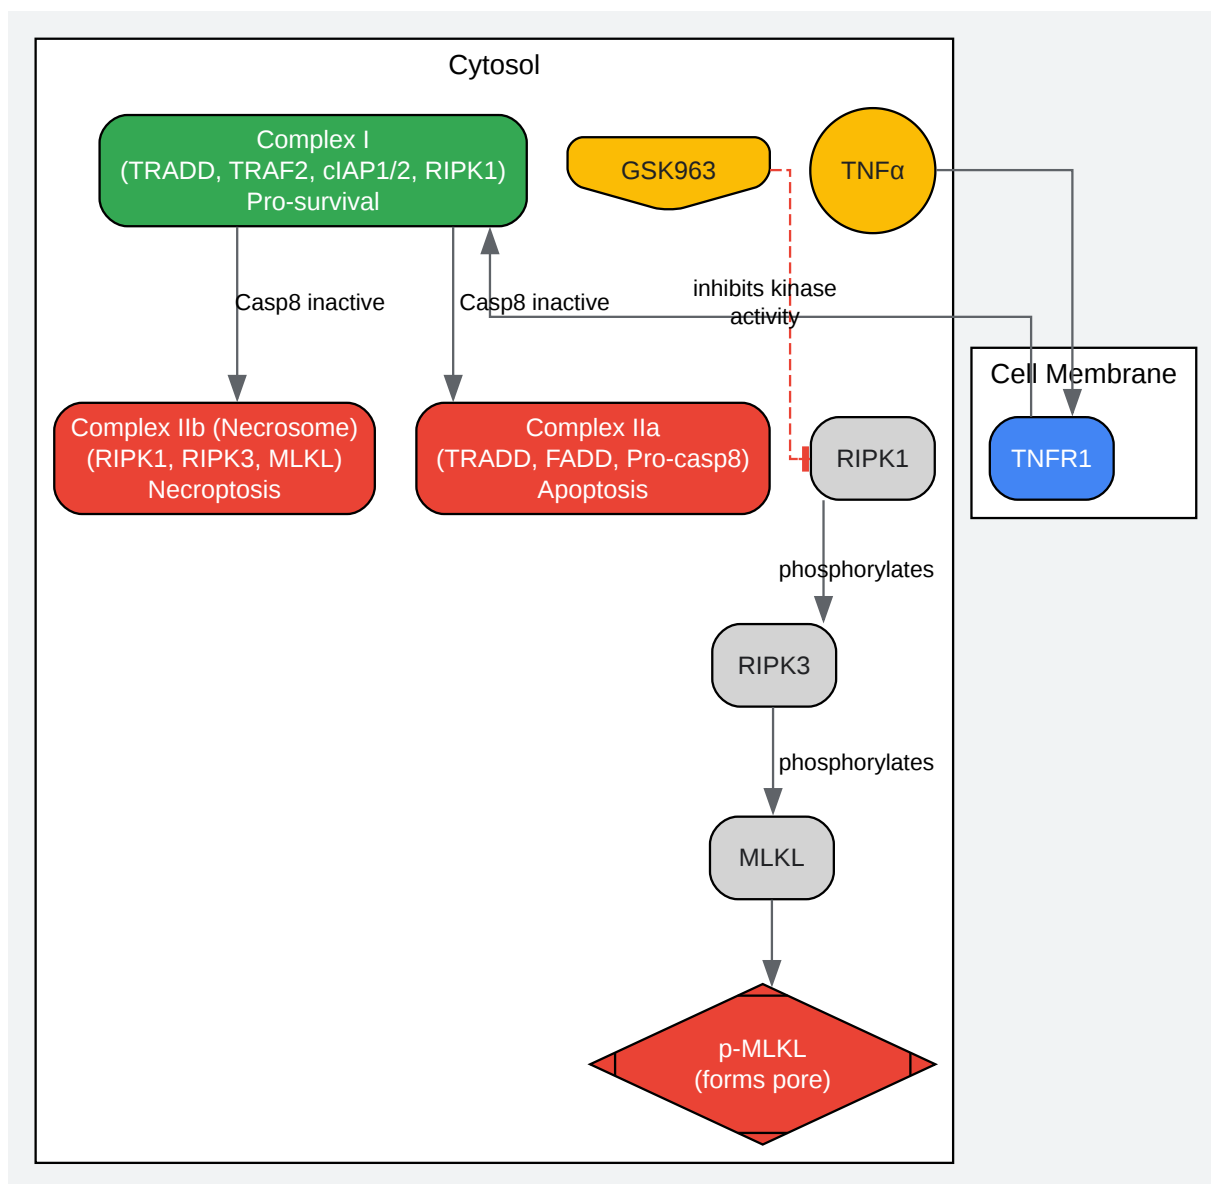 Cytosol
Complex I
(TRADD, TRAF2, cIAP1/2, RIPK1)
Pro-survival
GSK963
TNFα
Casp8 inactive
Casp8 inactive
inhibits kinase
activity
Cell Membrane
Complex IIb (Necrosome)
(RIPK1, RIPK3, MLKL)
Necroptosis
Complex IIa
(TRADD, FADD, Pro-casp8)
Apoptosis
RIPK1
TNFR1
phosphorylates
RIPK3
phosphorylates
MLKL
p-MLKL
(forms pore)